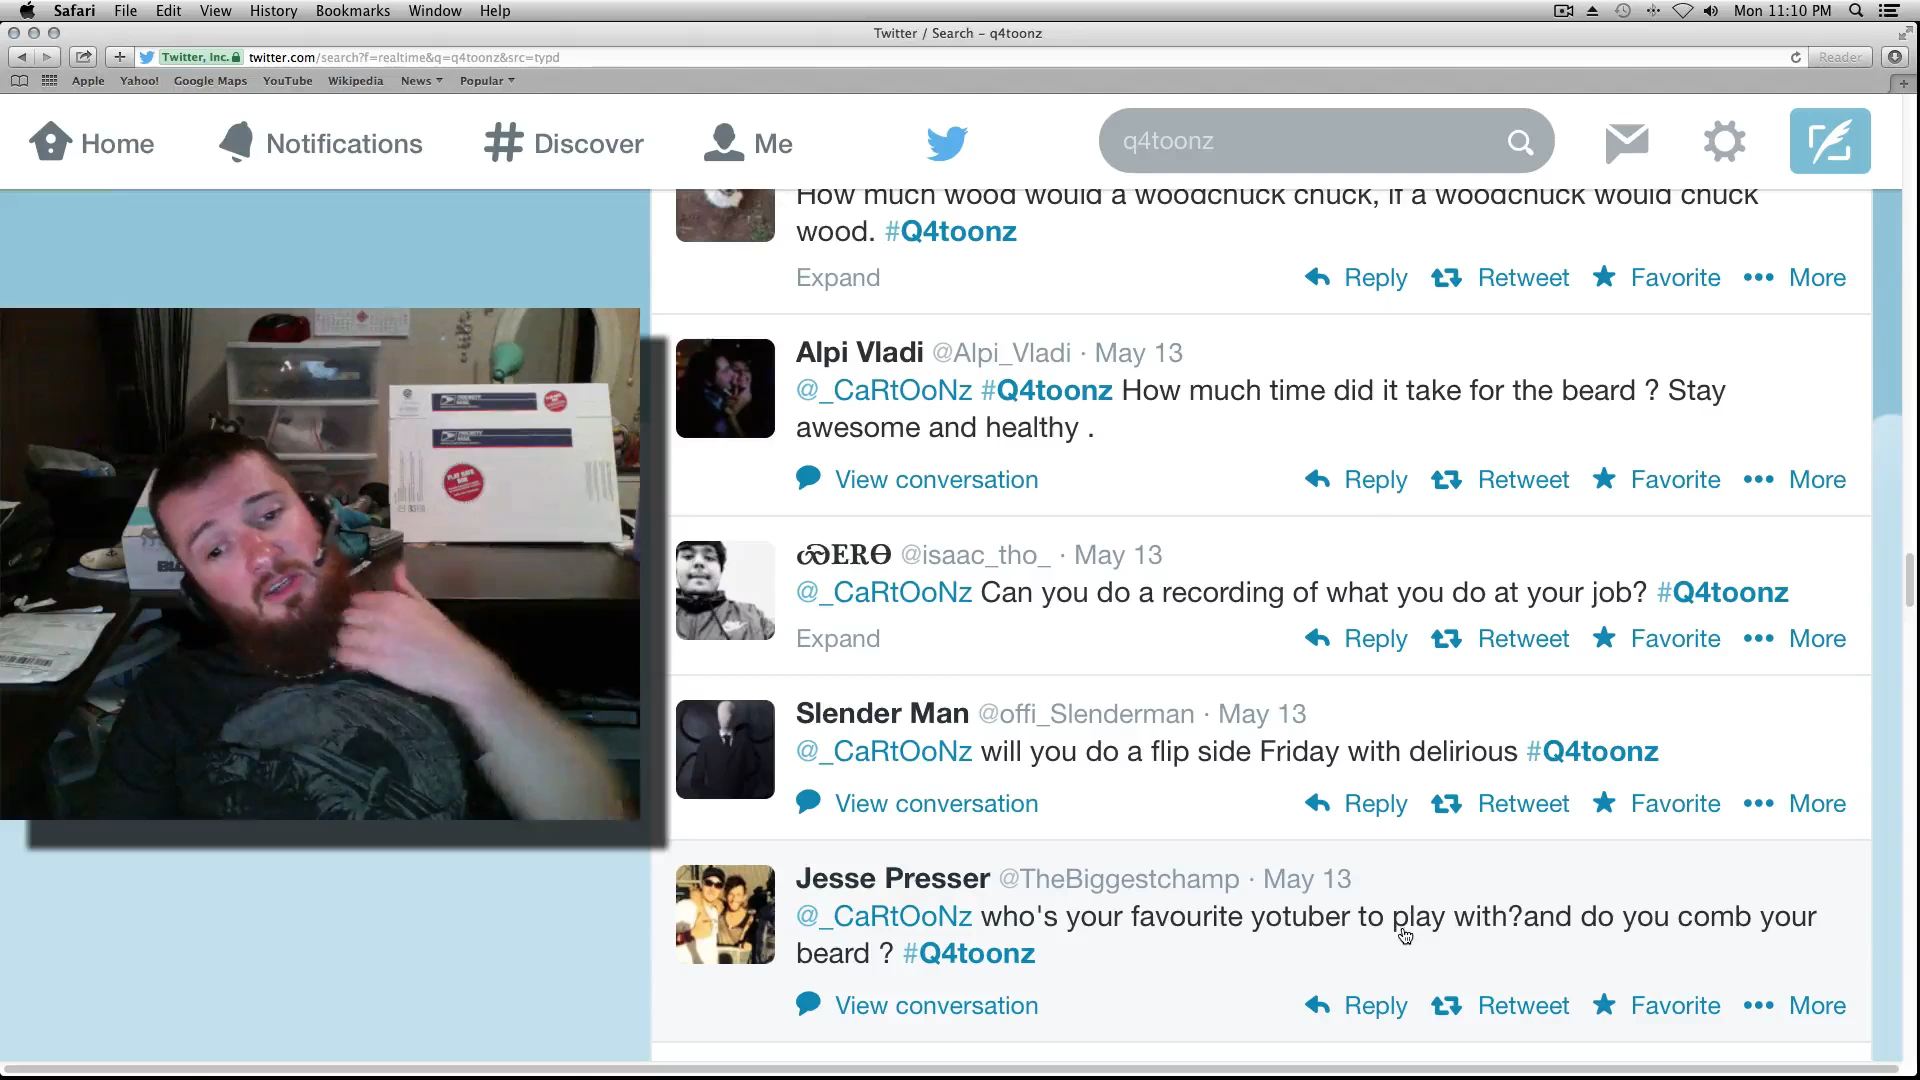 Safari File Edit View History Bookmarks Window Help Mon 11:10 PM
Twitter / Search – q4toonz
Twitter, Inc. twitter.com/search?f=realtime&q=q4toonz&src=typd Reader
Apple Yahoo! Google Maps YouTube Wikipedia News Popular
Home Notifications Discover Me q4toonz
How much wood would a woodchuck chuck, if a woodchuck would chuck
wood. #Q4toonz
Expand Reply Retweet Favorite More
Alpi Vladi @Alpi_Vladi · May 13
@_CaRtOoNz #Q4toonz How much time did it take for the beard ? Stay
awesome and healthy .
View conversation Reply Retweet Favorite More
@isaac_tho_ · May 13
@_CaRtOoNz Can you do a recording of what you do at your job? #Q4toonz
Expand Reply Retweet Favorite More
Slender Man @offi_Slenderman · May 13
@_CaRtOoNz will you do a flip side Friday with delirious #Q4toonz
View conversation Reply Retweet Favorite More
Jesse Presser @TheBiggestchamp · May 13
@_CaRtOoNz who's your favourite yotuber to play with?and do you comb your
beard ? #Q4toonz
View conversation Reply Retweet Favorite More
PRIORITY
MAIL
PRIORITY
MAIL
FLAT RATE
BOX